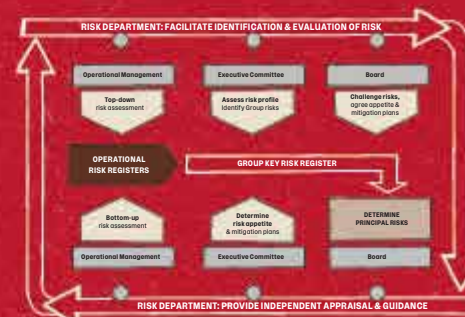 RISK DEPARTMENT: FACILITATE IDENTIFICATION & EVALUATION OF RISK
Operational Management
Executive Committee
Board
Top-down
risk assessment
Assess risk profile
Identify Group risks
Challenge risks,
agree appetite &
mitigation plans
OPERATIONAL
RISK REGISTERS
GROUP KEY RISK REGISTER
Bottom-up
risk assessment
Determine
risk appetite
& mitigation plans
DETERMINE
PRINCIPAL RISKS
Operational Management
Executive Committee
Board
RISK DEPARTMENT: PROVIDE INDEPENDENT APPRAISAL & GUIDANCE